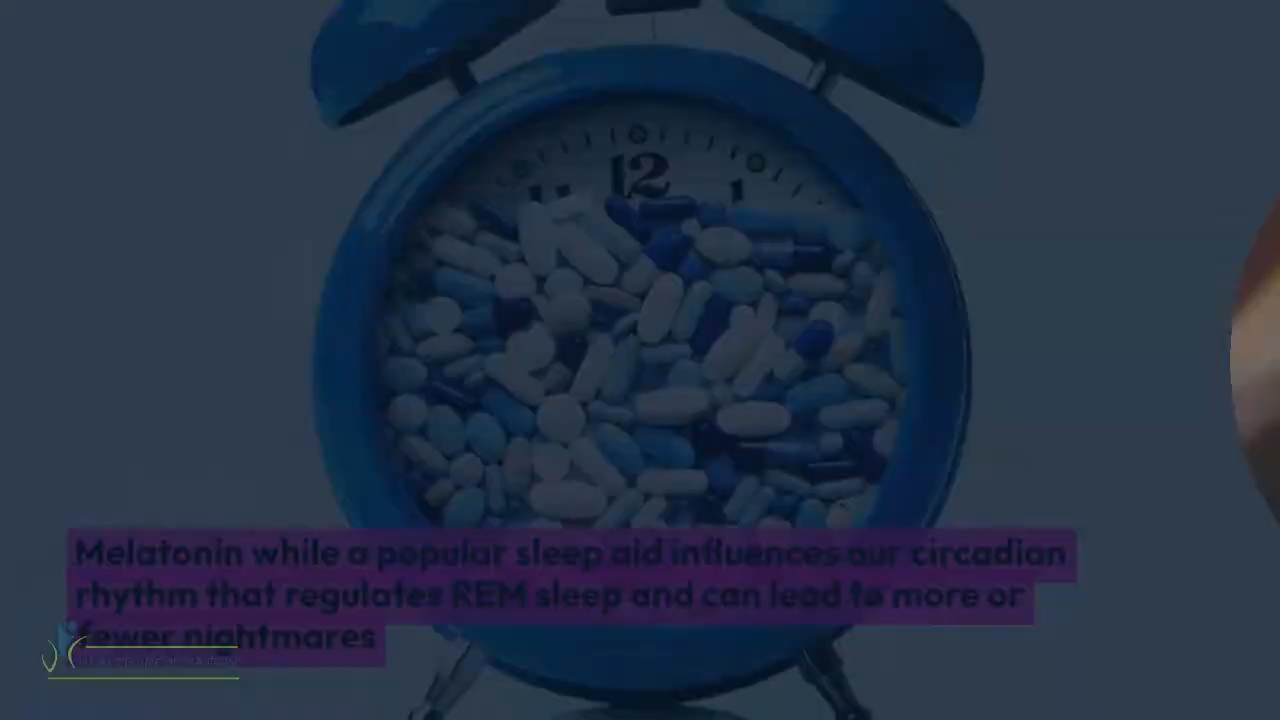 12
1
Melatonin while a popular sleep aid influences our circadian
rhythm that regulates REM sleep and can lead to more or
fewer nightmares